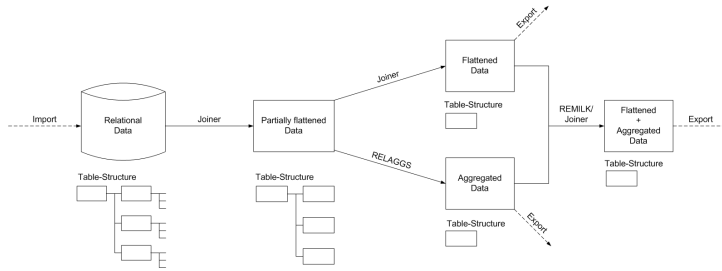 Import
Relational
Data
Table-Structure
Joiner
Partially flattened
Data
Table-Structure
Joiner
RELAGGS
Flattened
Data
Export
Table-Structure
Aggregated
Data
Table-Structure
Export
REMILK/
Joiner
Flattened
+
Aggregated
Data
Table-Structure
Export